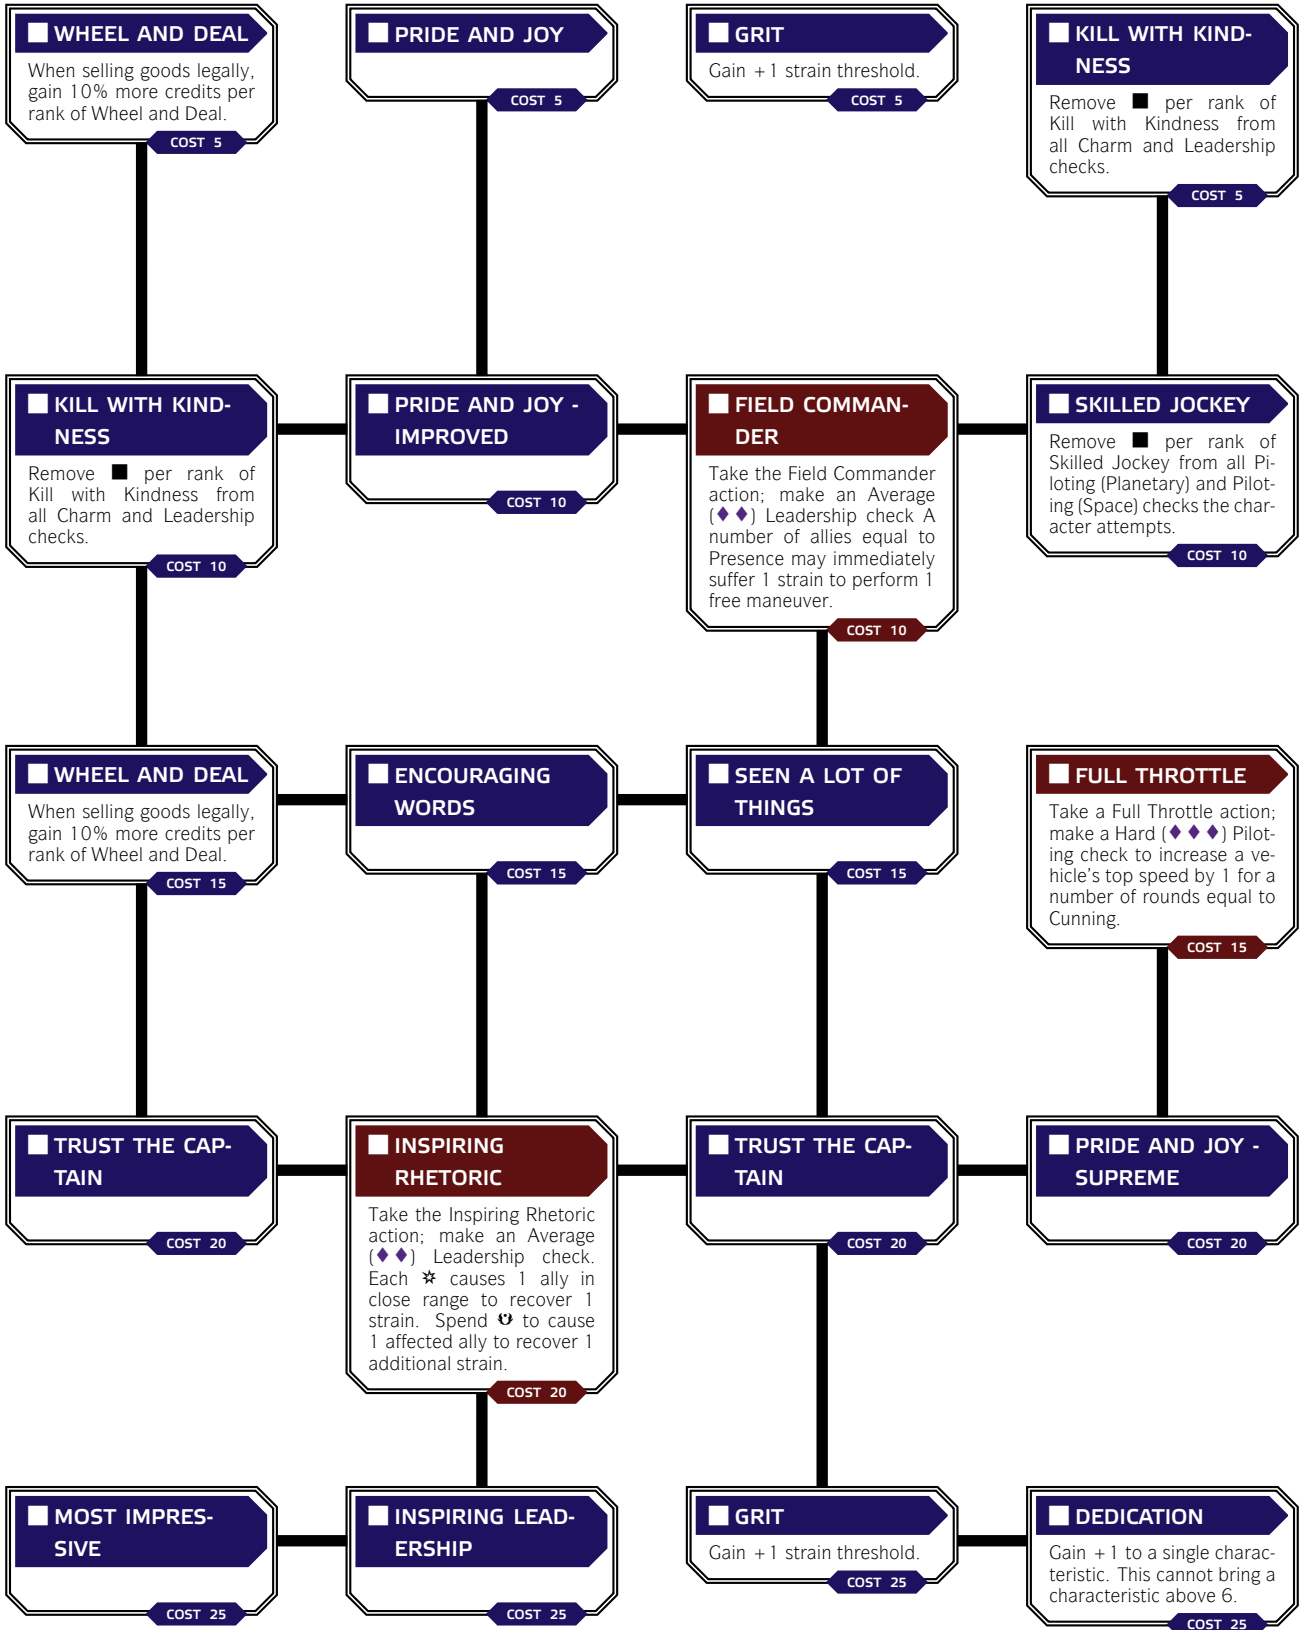 WHEEL AND DEAL
When selling goods legally,
gain 10% more credits per
rank of Wheel and Deal.
COST 5
PRIDE AND JOY
COST 5
GRIT
Gain +1 strain threshold.
COST 5
KILL WITH KIND-
NESS
Remove ■ per rank of
Kill with Kindness from
all Charm and Leadership
checks.
COST 5
KILL WITH KIND-
NESS
Remove ■ per rank of
Kill with Kindness from
all Charm and Leadership
checks.
COST 10
PRIDE AND JOY -
IMPROVED
COST 10
FIELD COMMAN-
DER
Take the Field Commander
action; make an Average
(♦♦) Leadership check A
number of allies equal to
Presence may immediately
suffer 1 strain to perform 1
free maneuver.
COST 10
SKILLED JOCKEY
Remove ■ per rank of
Skilled Jockey from all Pi-
loting (Planetary) and Pilot-
ing (Space) checks the char-
acter attempts.
COST 10
WHEEL AND DEAL
When selling goods legally,
gain 10% more credits per
rank of Wheel and Deal.
COST 15
ENCOURAGING
WORDS
COST 15
SEEN A LOT OF
THINGS
COST 15
FULL THROTTLE
Take a Full Throttle action;
make a Hard (♦♦♦) Pilot-
ing check to increase a ve-
hicle's top speed by 1 for a
number of rounds equal to
Cunning.
COST 15
TRUST THE CAP-
TAIN
COST 20
INSPIRING
RHETORIC
Take the Inspiring Rhetoric
action; make an Average
(♦♦) Leadership check.
Each causes 1 ally in
close range to recover 1
strain. Spend to cause
1 affected ally to recover 1
additional strain.
COST 20
TRUST THE CAP-
TAIN
COST 20
PRIDE AND JOY -
SUPREME
COST 20
MOST IMPRES-
SIVE
COST 25
INSPIRING LEAD-
ERSHIP
COST 25
GRIT
Gain +1 strain threshold.
COST 25
DEDICATION
Gain +1 to a single charac-
teristic. This cannot bring a
characteristic above 6.
COST 25